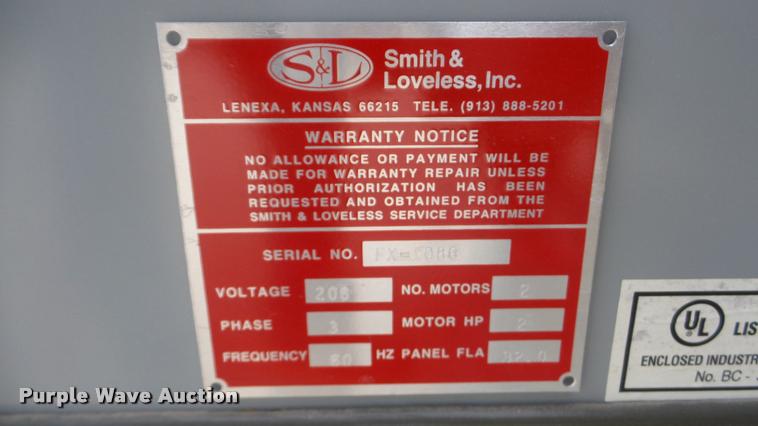 S&L
Smith &
Loveless, Inc.
LENEXA, KANSAS 66215 TELE. (913) 888-5201
WARRANTY NOTICE
NO ALLOWANCE OR PAYMENT WILL BE
MADE FOR WARRANTY REPAIR UNLESS
PRIOR AUTHORIZATION HAS BEEN
REQUESTED AND OBTAINED FROM THE
SMITH & LOVELESS SERVICE DEPARTMENT
SERIAL NO.
VOLTAGE 208 NO. MOTORS 2
PHASE 3 MOTOR HP 2
FREQUENCY 60 HZ PANEL FLA 32.0
UL LIS
ENCLOSED INDUSTR
No. BC -
Purple Wave Auction